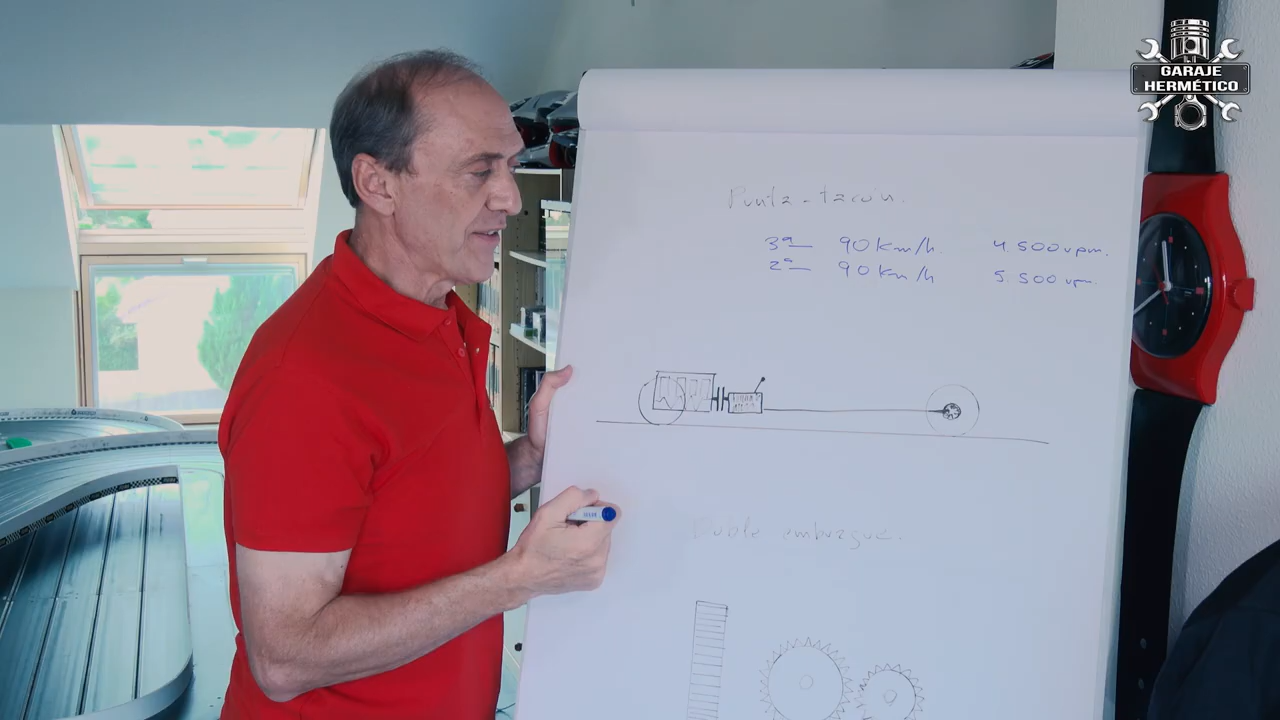 GARAJE
HERMÉTICO
Punta-tacón.
3ª 90 km/h. 4.500 rpm.
2ª 90 km/h 5.500 rpm.
Doble embrague.